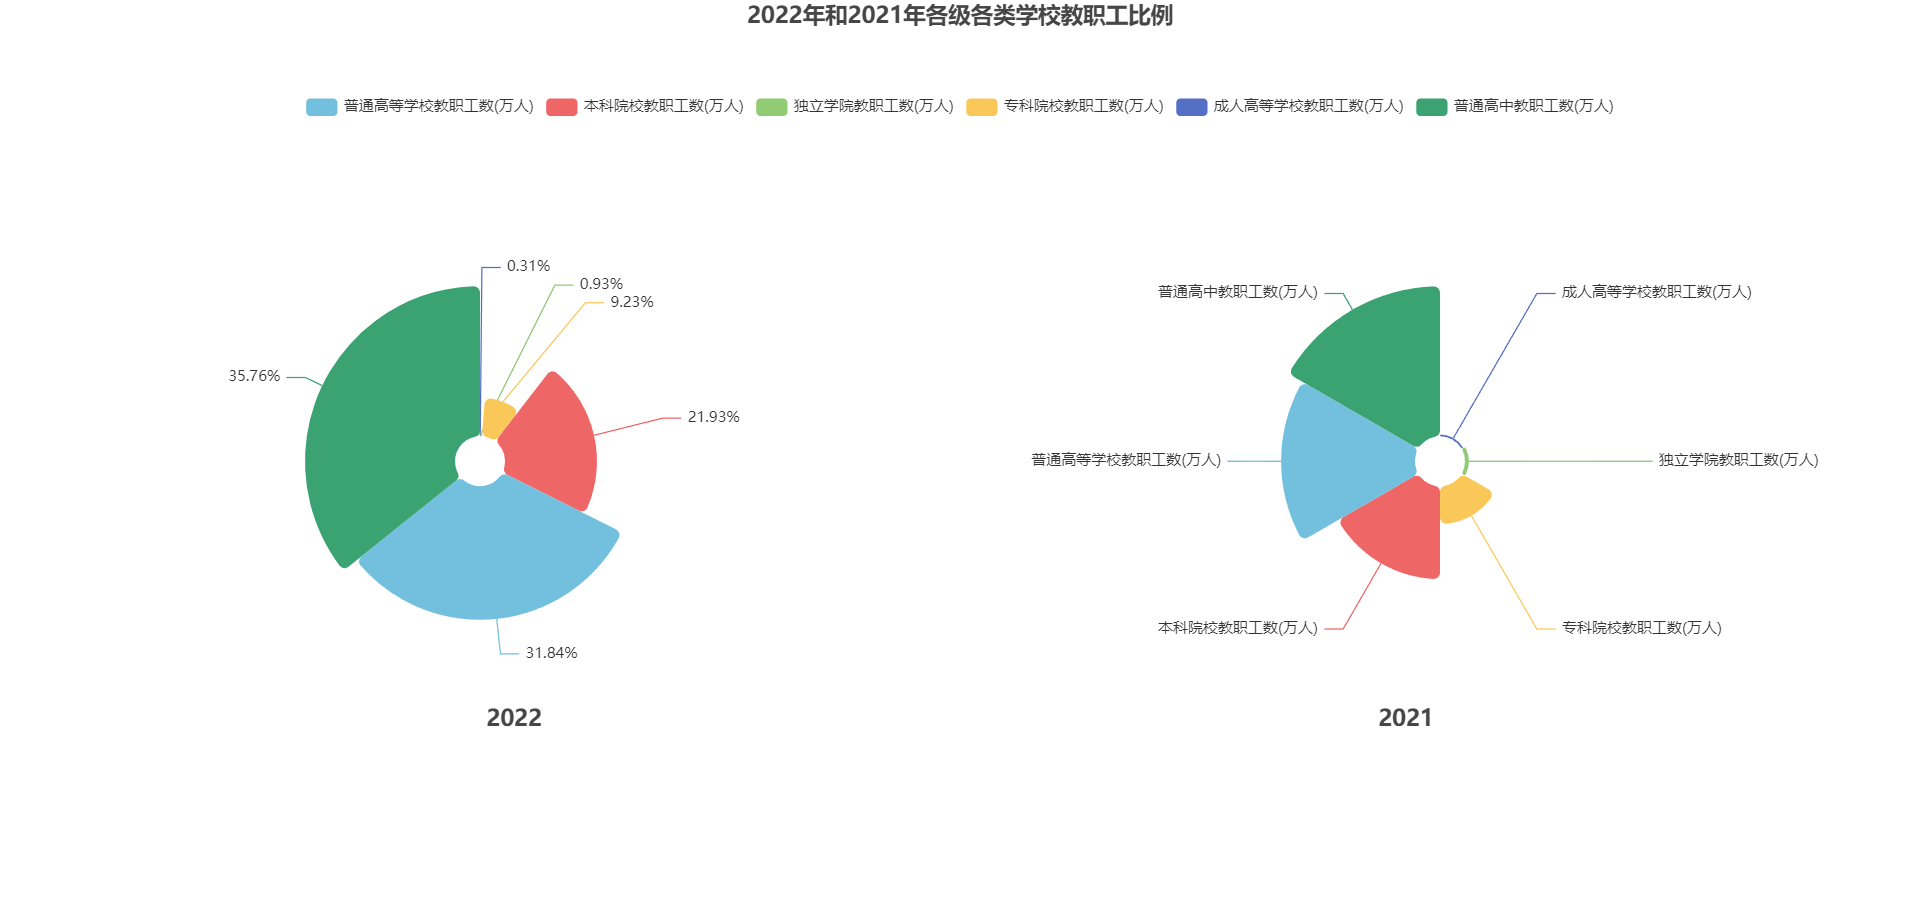 2022年和2021年各级各类学校教职工比例
普通高等学校教职工数(万人)
本科院校教职工数(万人)
独立学院教职工数(万人)
专科院校教职工数(万人)
成人高等学校教职工数(万人)
普通高中教职工数(万人)
0.31%
0.93%
9.23%
35.76%
21.93%
31.84%
2022
普通高中教职工数(万人)
成人高等学校教职工数(万人)
普通高等学校教职工数(万人)
独立学院教职工数(万人)
本科院校教职工数(万人)
专科院校教职工数(万人)
2021